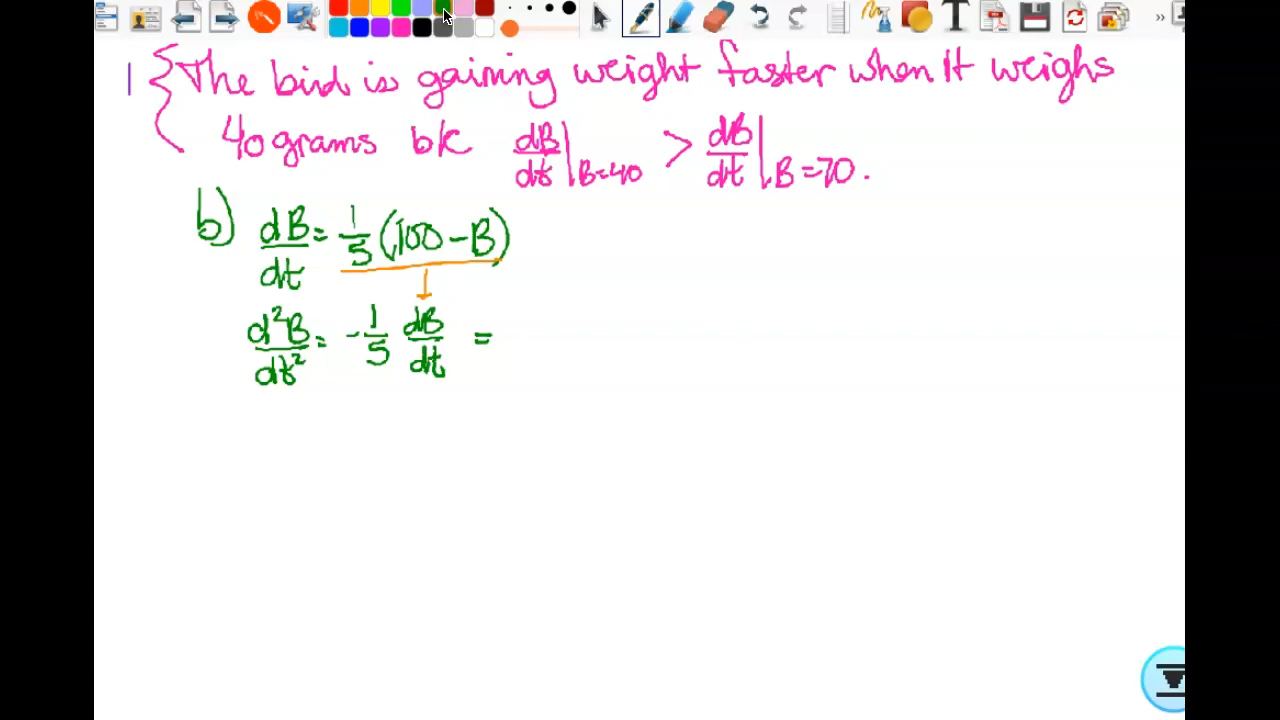 1 { The bird is gaining weight faster when it weighs
40 grams b/c dB/dt|B=40 > dB/dt|B=70.
b) dB/dt = 1/5 (100 - B)
d²B/dt² = -1/5 dB/dt =
T